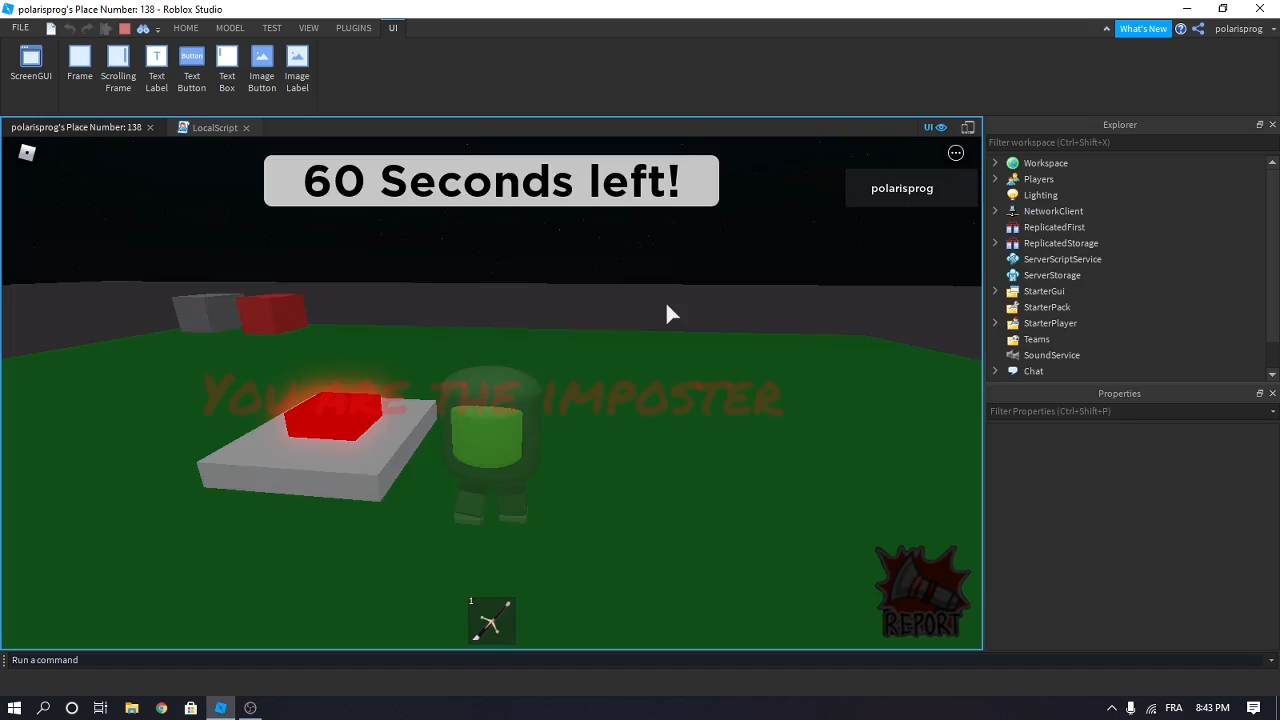 polarisprog's Place Number: 138 - Roblox Studio
FILE HOME MODEL TEST VIEW PLUGINS UI What's New polarisprog
ScreenGUI Frame Scrolling Frame Text Label Button Text Button Text Box Image Button Image Label
polarisprog's Place Number: 138 LocalScript UI Explorer
Filter workspace (Ctrl+Shift+X)
60 Seconds left!
polarisprog
Workspace
Players
Lighting
NetworkClient
ReplicatedFirst
ReplicatedStorage
ServerScriptService
ServerStorage
StarterGui
StarterPack
StarterPlayer
Teams
SoundService
Chat
You are the imposter
Properties
Filter Properties (Ctrl+Shift+P)
1
REPORT
Run a command
FRA 8:43 PM